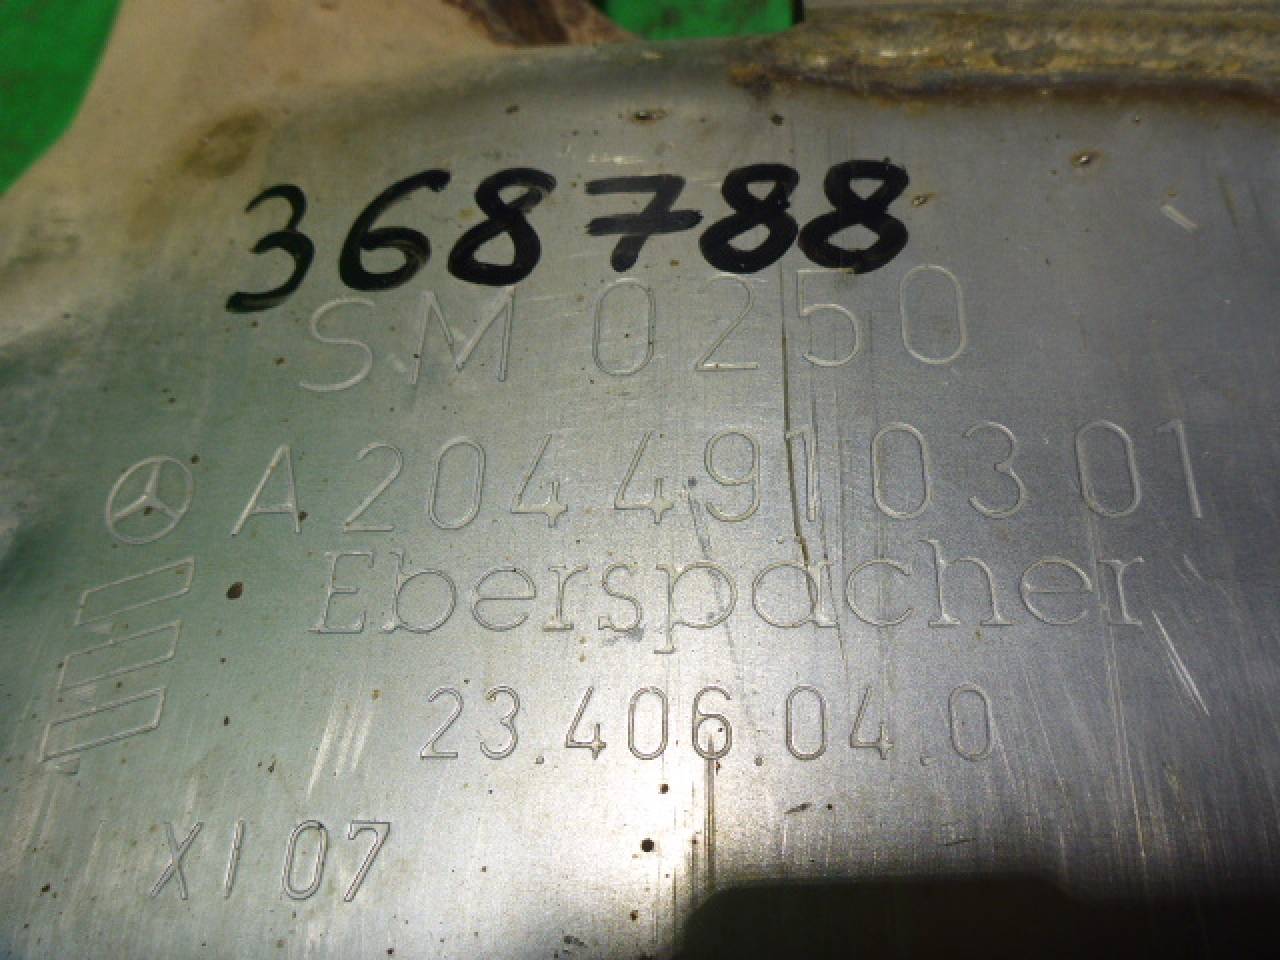 368788
SM 0250
A 204 491 03 01
Eberspächer
23.406.04.0
XI 07